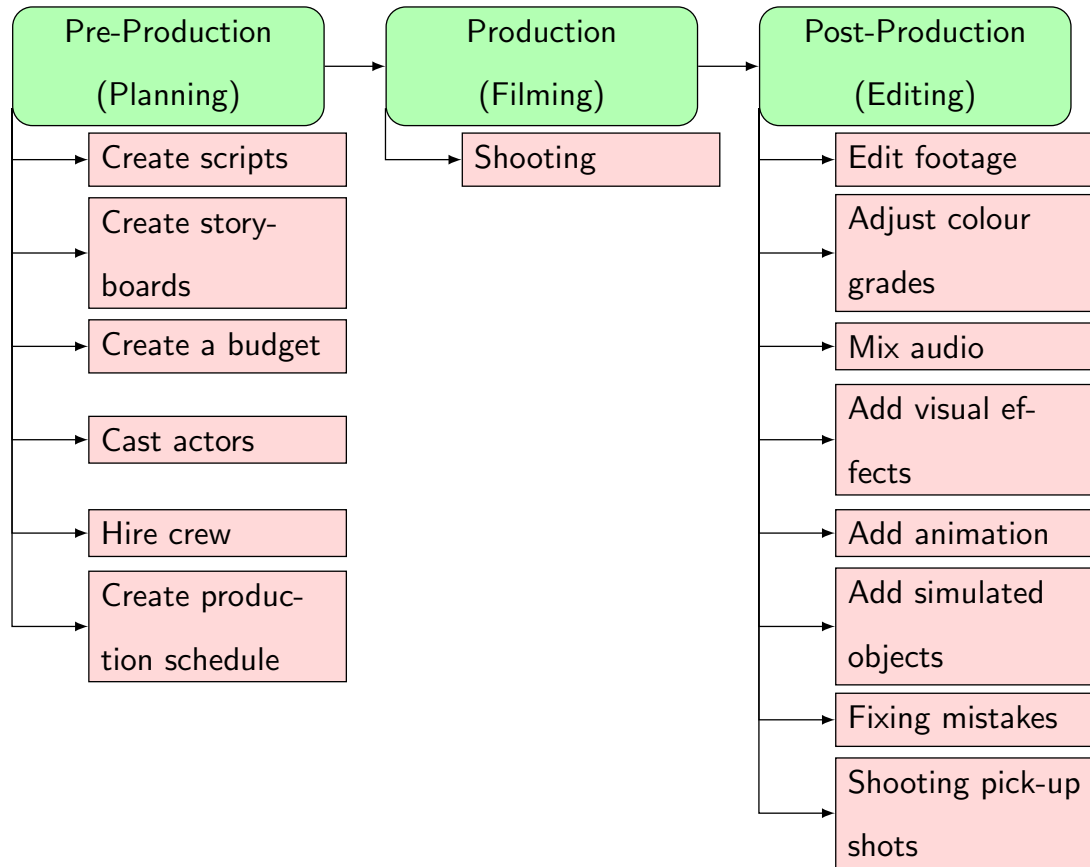 Pre-Production
(Planning)
Production
(Filming)
Post-Production
(Editing)
Create scripts
Create story-
boards
Create a budget
Cast actors
Hire crew
Create produc-
tion schedule
Shooting
Edit footage
Adjust colour
grades
Mix audio
Add visual ef-
fects
Add animation
Add simulated
objects
Fixing mistakes
Shooting pick-up
shots